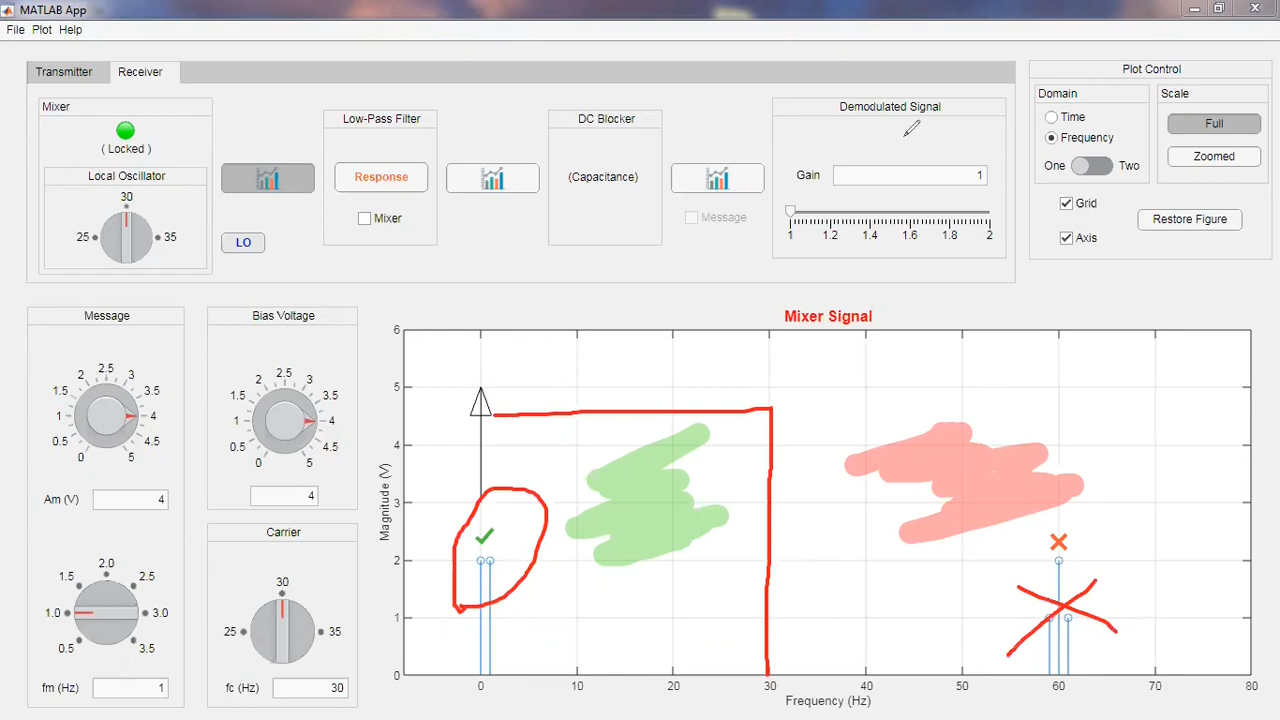 MATLAB App
File Plot Help
Transmitter Receiver
Mixer
( Locked )
Local Oscillator
30
25 35
LO
Low-Pass Filter
Response
Mixer
DC Blocker
(Capacitance)
Message
Demodulated Signal
Gain 1
1 1.2 1.4 1.6 1.8 2
Plot Control
Domain
Time
Frequency
One Two
Scale
Full
Zoomed
Grid
Axis
Restore Figure
Message
0 0.5 1 1.5 2 2.5 3 3.5 4 4.5 5
Am (V) 4
0.5 1.0 1.5 2.0 2.5 3.0 3.5
fm (Hz) 1
Bias Voltage
0 0.5 1 1.5 2 2.5 3 3.5 4 4.5 5
4
Carrier
30
25 35
fc (Hz) 30
Mixer Signal
Magnitude (V)
6
5
4
3
2
1
0
0 10 20 30 40 50 60 70 80
Frequency (Hz)